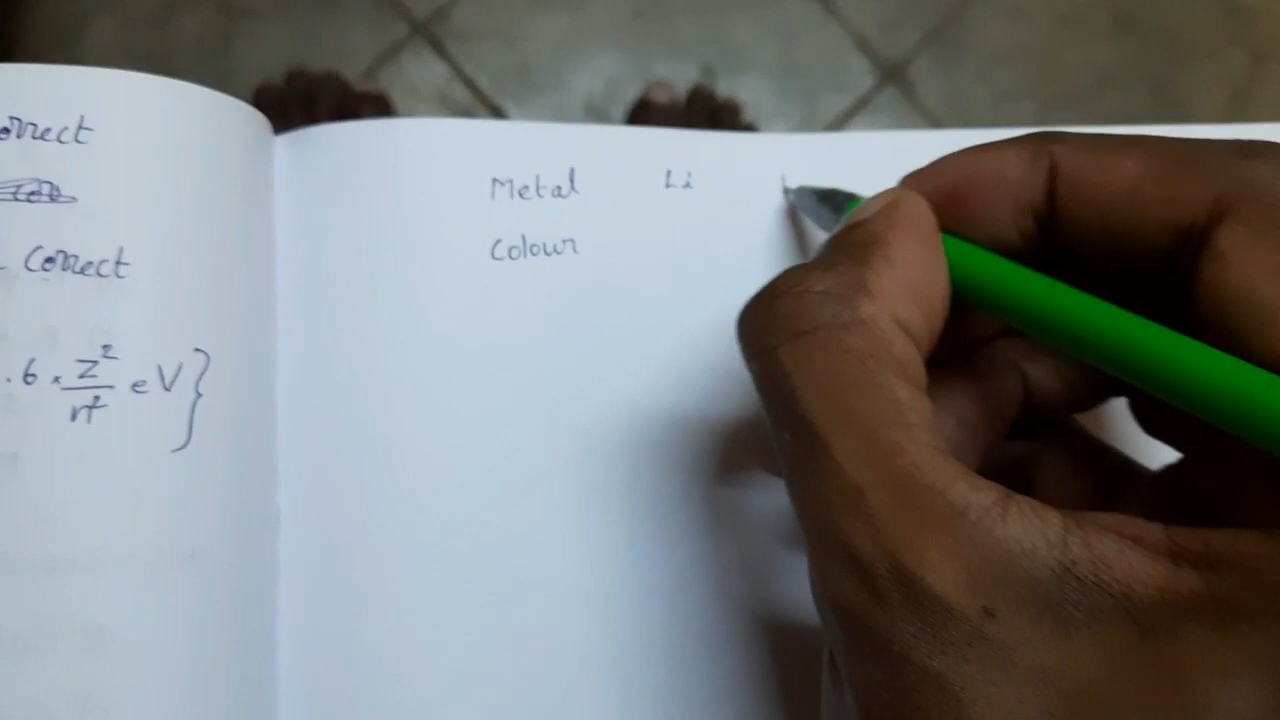 orrect
Correct
.6 × Z²/n² eV}
Metal Li
Colour